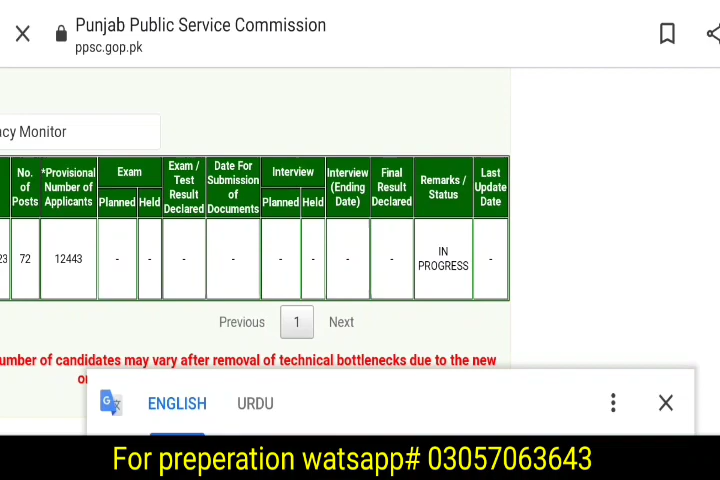 Punjab Public Service Commission
ppsc.gop.pk
acy Monitor
No. of Posts
*Provisional Number of Applicants
Exam
Planned
Held
Exam / Test Result Declared
Date For Submission of Documents
Interview
Planned
Held
Interview (Ending Date)
Final Result Declared
Remarks / Status
Last Update Date
23 72 12443 - - - - - - - - IN PROGRESS -
Previous 1 Next
umber of candidates may vary after removal of technical bottlenecks due to the new
ENGLISH URDU
For preperation watsapp# 03057063643